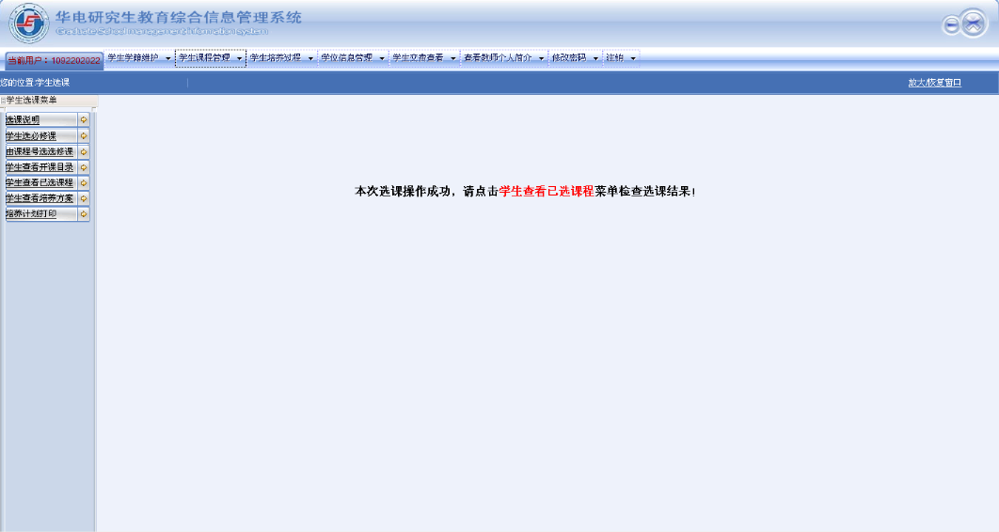 华电研究生教育综合信息管理系统
Graduate School management information system
当前用户：1092202022 学生学籍维护 学生课程管理 学生培养过程 学位信息管理 学生交费查看 查看教师个人简介 修改密码 注销
您的位置:学生选课 放大/恢复窗口
学生选课菜单
选课说明
学生选必修课
由课程号选选修课
学生查看开课目录
学生查看已选课程
学生查看培养方案
培养计划打印
本次选课操作成功，请点击学生查看已选课程菜单检查选课结果！